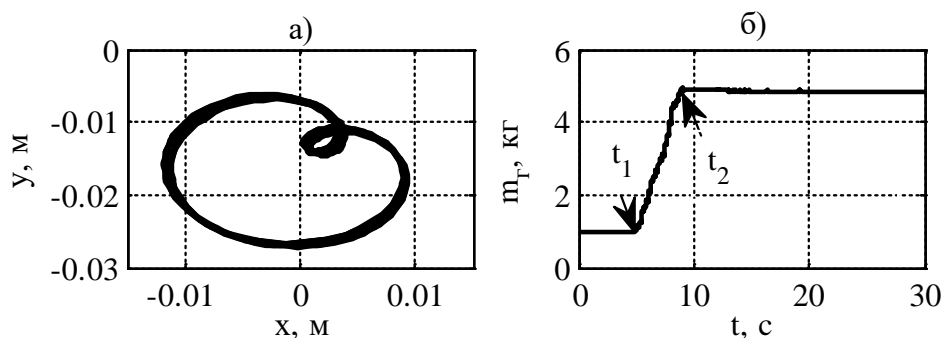 а)
0
-0.01
-0.02
-0.03
y, м
-0.01 0 0.01
x, м
б)
6
4
2
0
m_г, кг
t_1
t_2
0 10 20 30
t, с